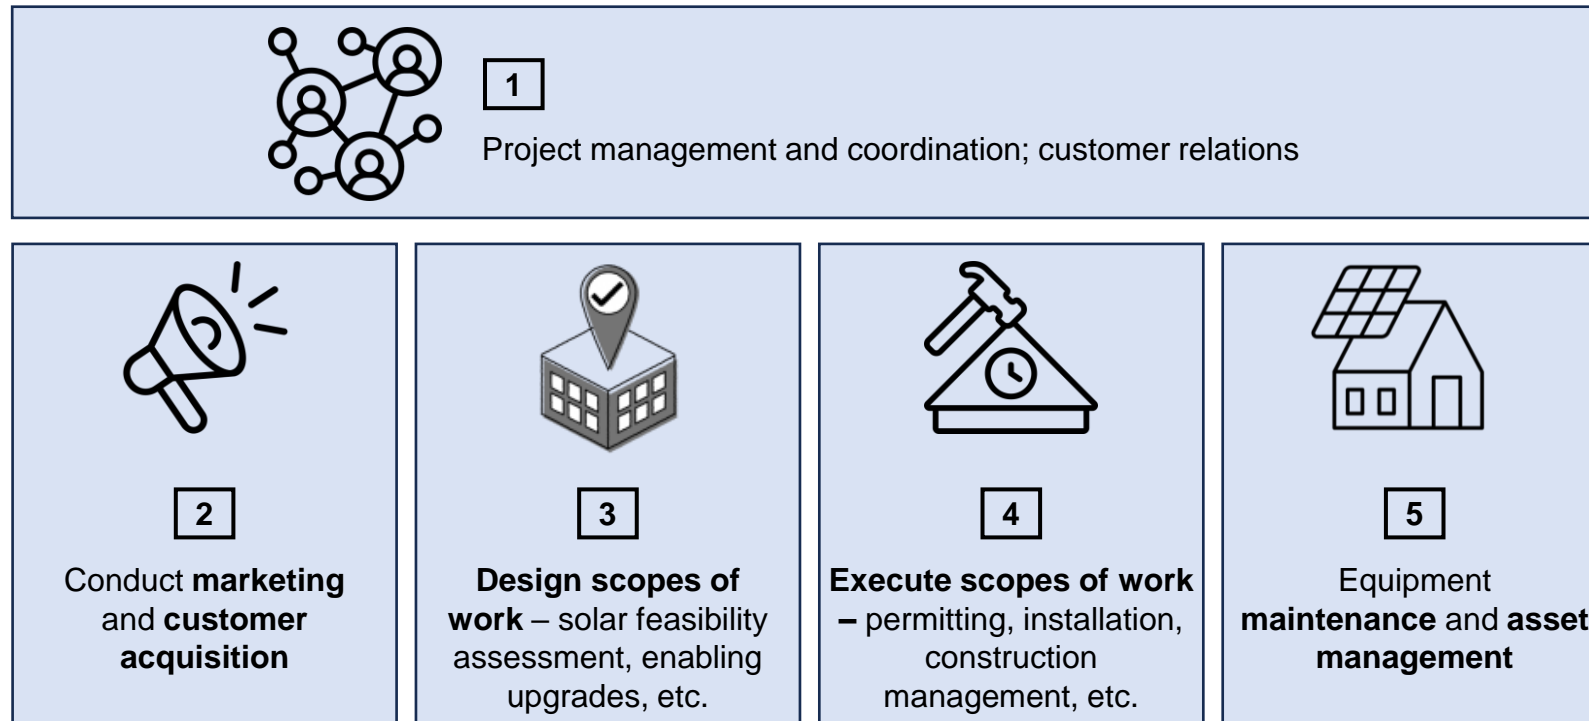 1
Project management and coordination; customer relations
2
Conduct marketing
and customer
acquisition
3
Design scopes of
work – solar feasibility
assessment, enabling
upgrades, etc.
4
Execute scopes of work
– permitting, installation,
construction
management, etc.
5
Equipment
maintenance and asset
management